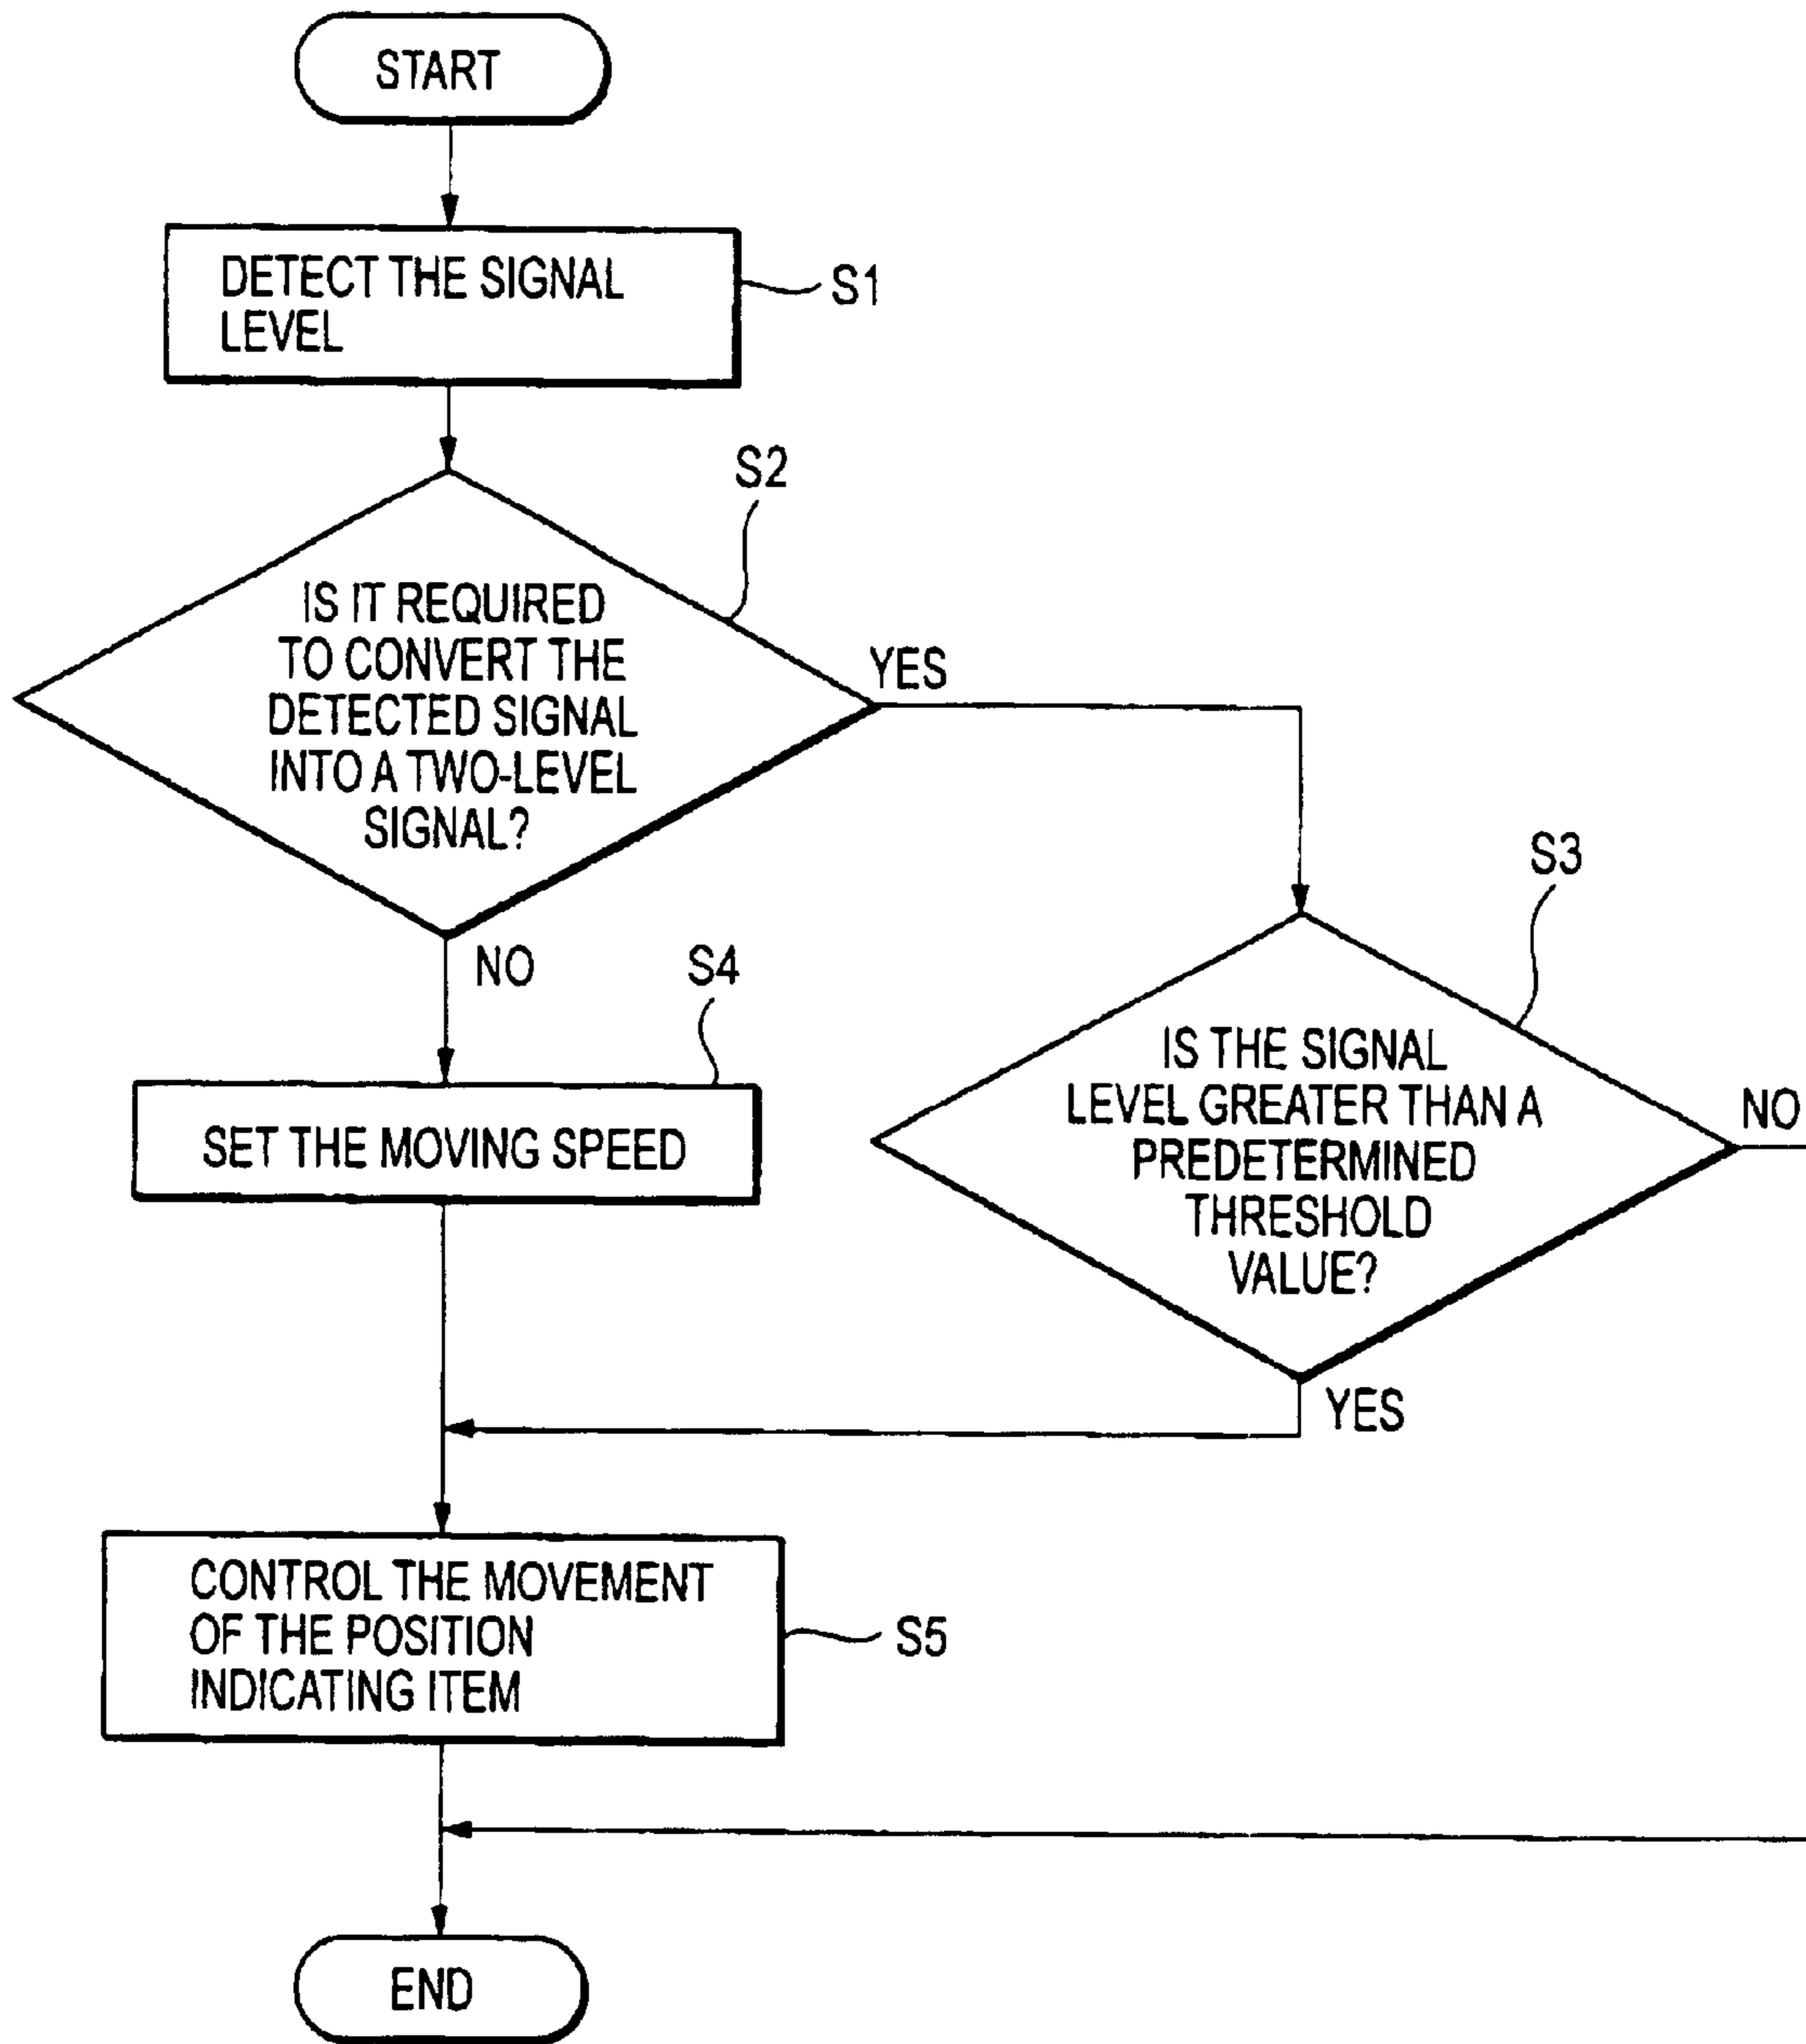 START
DETECT THE SIGNAL
LEVEL
S1
S2
IS IT REQUIRED
TO CONVERT THE
DETECTED SIGNAL
INTO A TWO-LEVEL
SIGNAL?
YES
NO
S3
IS THE SIGNAL
LEVEL GREATER THAN A
PREDETERMINED
THRESHOLD
VALUE?
NO
YES
S4
SET THE MOVING SPEED
CONTROL THE MOVEMENT
OF THE POSITION
INDICATING ITEM
S5
END